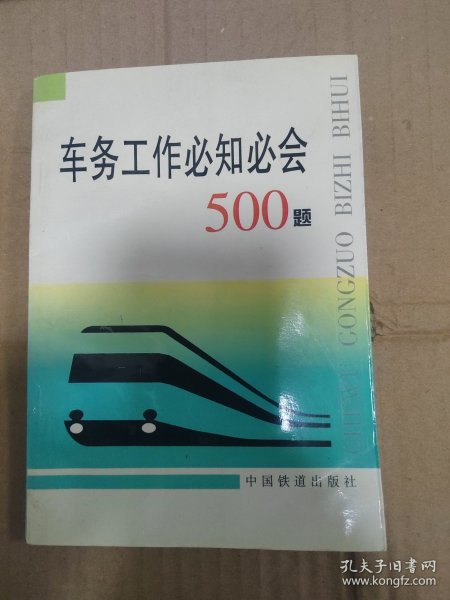 车务工作必知必会
500题
CHEWU GONGZUO BIZHI BIHUI
中国铁道出版社
孔夫子旧书网
www.kongfz.com